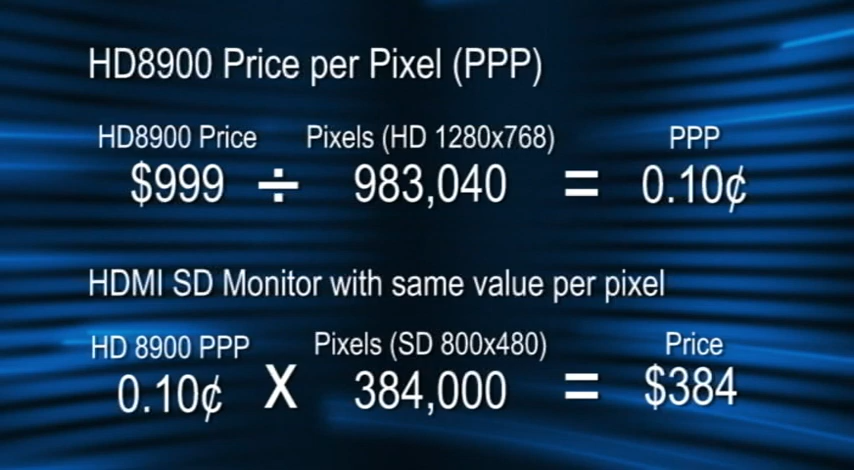 HD8900 Price per Pixel (PPP)
HD8900 Price Pixels (HD 1280x768) PPP
$999 ÷ 983,040 = 0.10¢
HDMI SD Monitor with same value per pixel
HD 8900 PPP Pixels (SD 800x480) Price
0.10¢ X 384,000 = $384